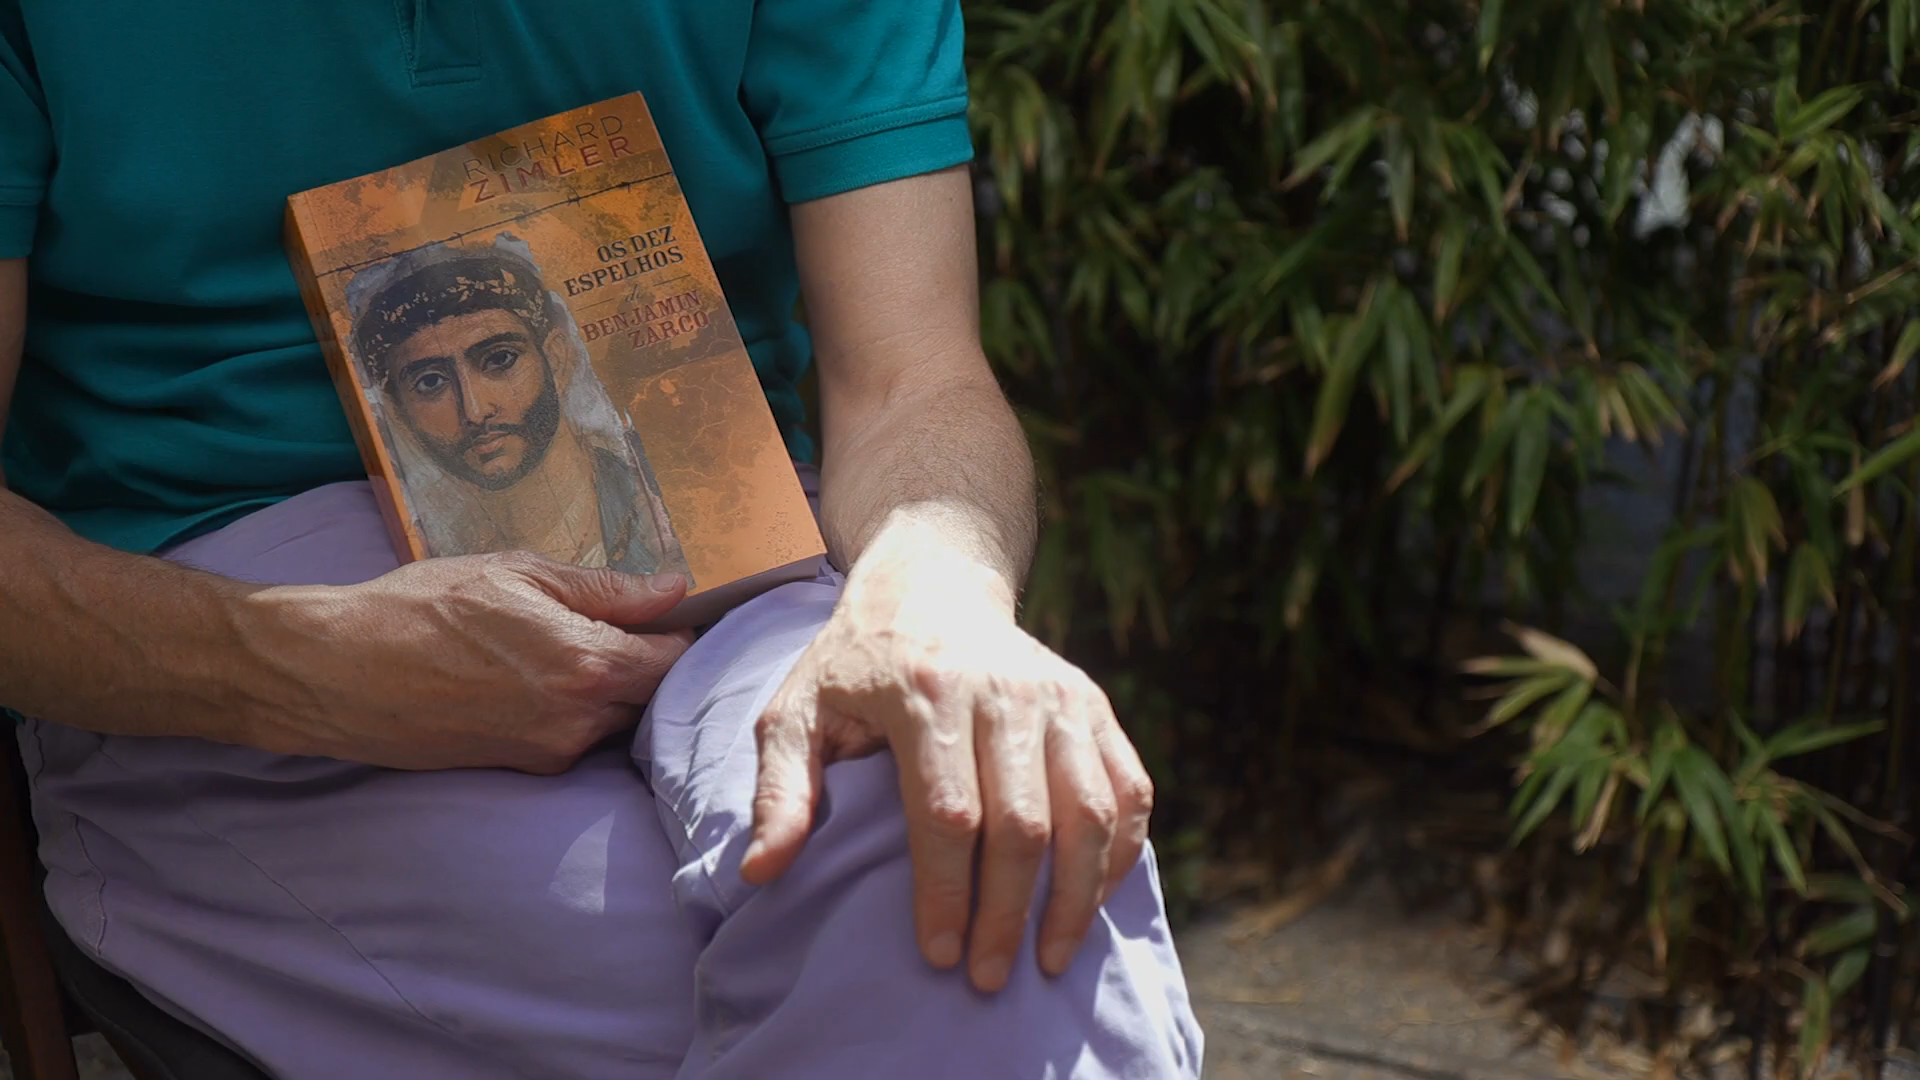 RICHARD
ZIMLER
OS DEZ
ESPELHOS
de
BENJAMIN
ZARCO